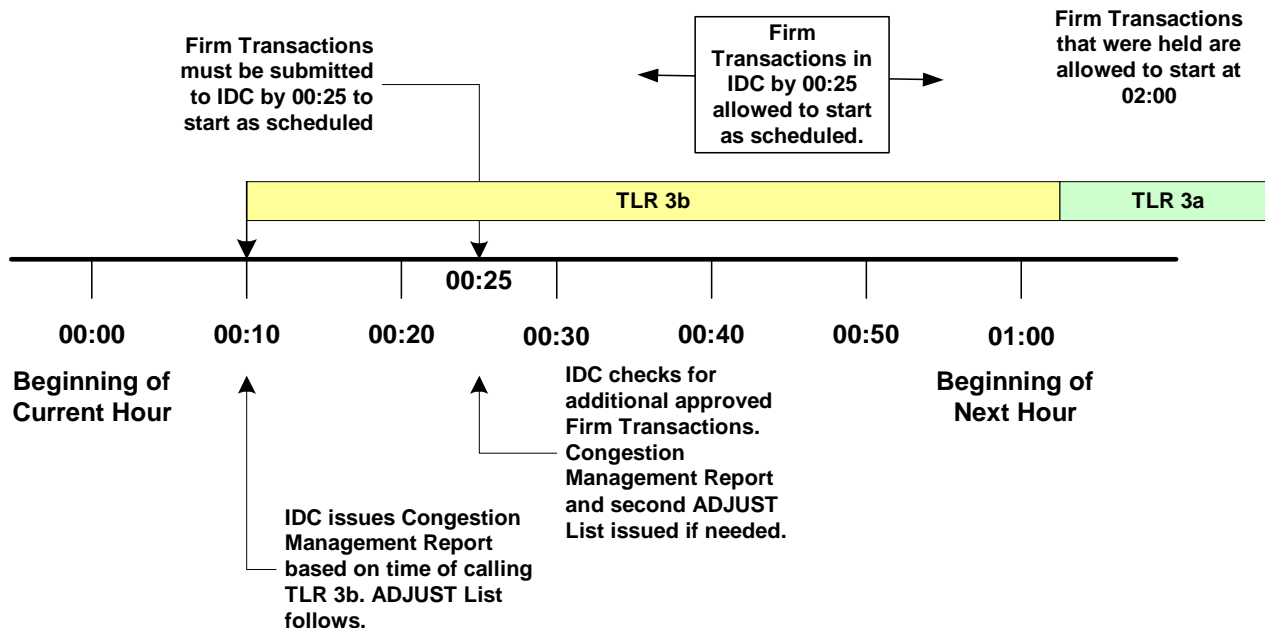 Firm Transactions
must be submitted
to IDC by 00:25 to
start as scheduled
Firm
Transactions in
IDC by 00:25
allowed to start
as scheduled.
Firm Transactions
that were held are
allowed to start at
02:00
TLR 3b
TLR 3a
00:25
00:00
00:10
00:20
00:30
00:40
00:50
01:00
Beginning of
Current Hour
IDC checks for
additional approved
Firm Transactions.
Congestion
Management Report
and second ADJUST
List issued if needed.
Beginning of
Next Hour
IDC issues Congestion
Management Report
based on time of calling
TLR 3b. ADJUST List
follows.